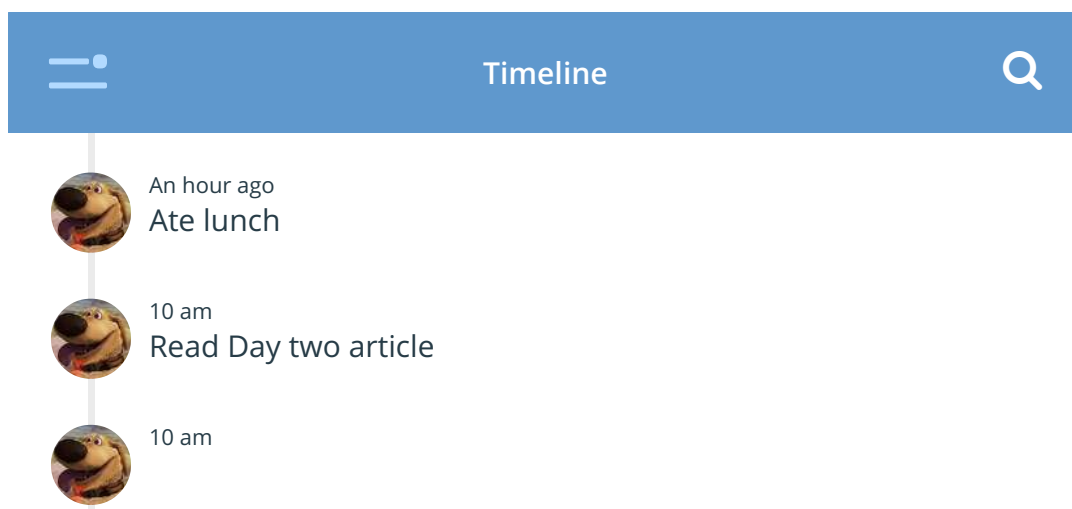 Timeline
An hour ago
Ate lunch
10 am
Read Day two article
10 am